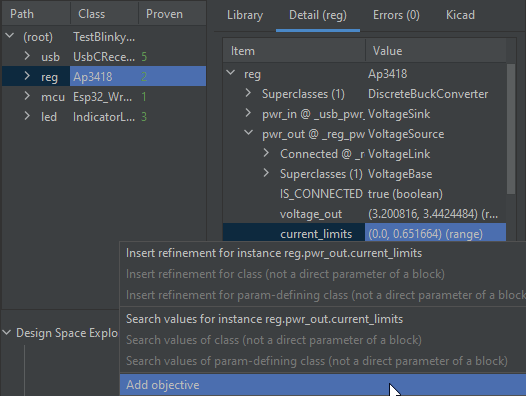 Path Class Proven
(root) TestBlinky...
usb UsbCRece... 5
reg Ap3418 2
mcu Esp32_Wr... 1
led IndicatorL... 3
Design Space Explo
Library Detail (reg) Errors (0) Kicad
Item Value
reg Ap3418
Superclasses (1) DiscreteBuckConverter
pwr_in @ _usb_pwr_ VoltageSink
pwr_out @ _reg_pw VoltageSource
Connected @ _r VoltageLink
Superclasses (1) VoltageBase
IS_CONNECTED true (boolean)
voltage_out (3.200816, 3.4424484) (r...
current_limits (0.0, 0.651664) (range)
Insert refinement for instance reg.pwr_out.current_limits
Insert refinement for class (not a direct parameter of a block)
Insert refinement for param-defining class (not a direct parameter of a block)
Search values for instance reg.pwr_out.current_limits
Search values of class (not a direct parameter of a block)
Search values of param-defining class (not a direct parameter of a block)
Add objective